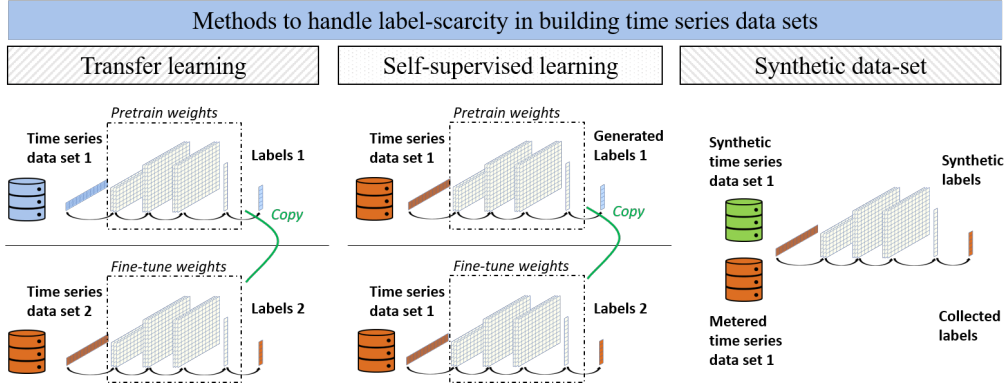 Methods to handle label-scarcity in building time series data sets
Transfer learning
Self-supervised learning
Synthetic data-set
Pretrain weights
Time series
data set 1
Labels 1
Copy
Fine-tune weights
Time series
data set 2
Labels 2
Pretrain weights
Time series
data set 1
Generated
Labels 1
Copy
Fine-tune weights
Time series
data set 1
Labels 2
Synthetic
time series
data set 1
Synthetic
labels
Metered
time series
data set 1
Collected
labels